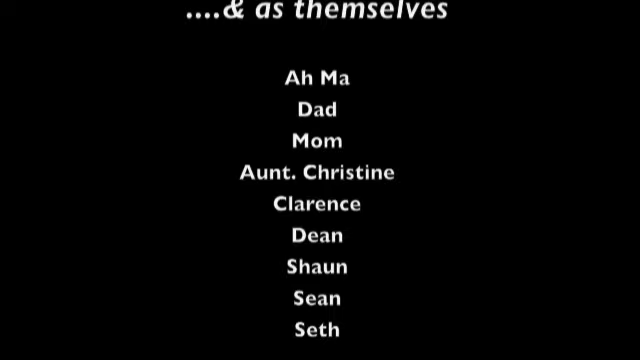 ....& as themselves
Ah Ma
Dad
Mom
Aunt. Christine
Clarence
Dean
Shaun
Sean
Seth